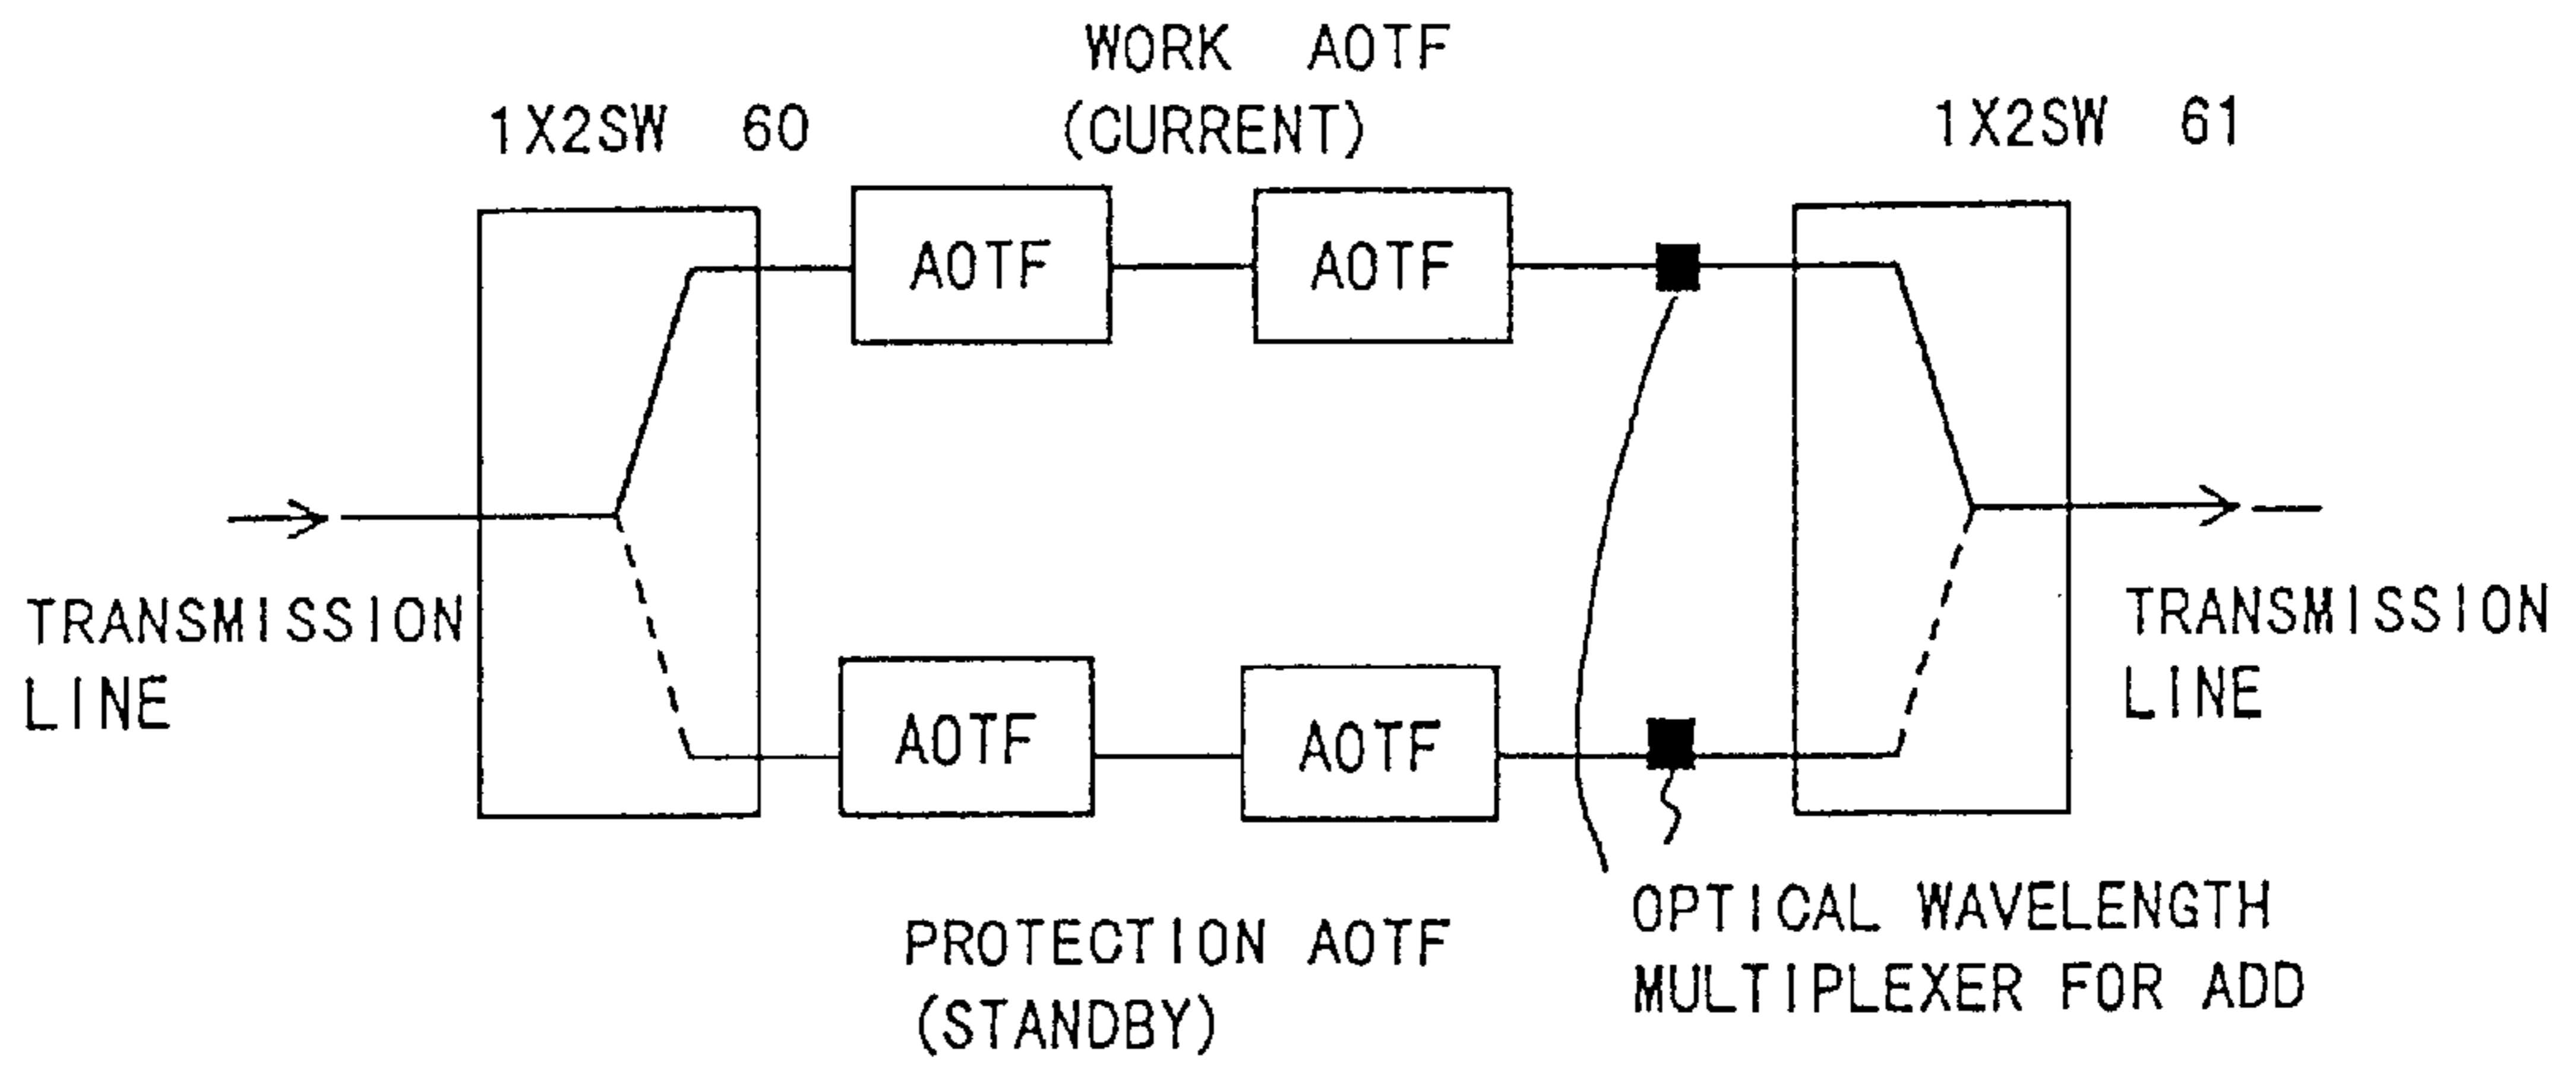 WORK AOTF
(CURRENT)
1X2SW 60
1X2SW 61
AOTF
AOTF
TRANSMISSION
LINE
TRANSMISSION
LINE
AOTF
AOTF
PROTECTION AOTF
(STANDBY)
OPTICAL WAVELENGTH
MULTIPLEXER FOR ADD